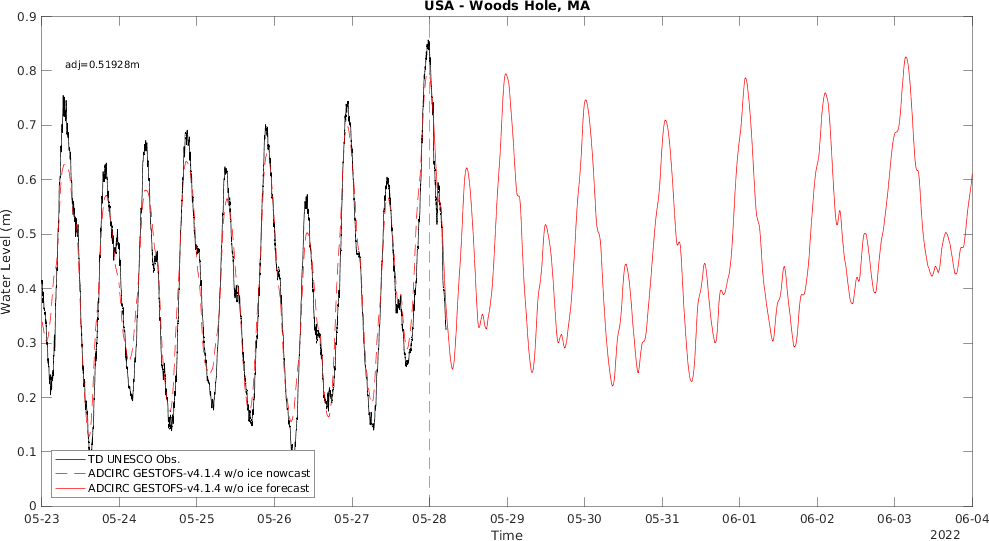 USA - Woods Hole, MA
adj=0.51928m
Water Level (m)
0.9
0.8
0.7
0.6
0.5
0.4
0.3
0.2
0.1
0
TD UNESCO Obs.
ADCIRC GESTOFS-v4.1.4 w/o ice nowcast
ADCIRC GESTOFS-v4.1.4 w/o ice forecast
05-23 05-24 05-25 05-26 05-27 05-28 05-29 05-30 05-31 06-01 06-02 06-03 06-04
Time
2022